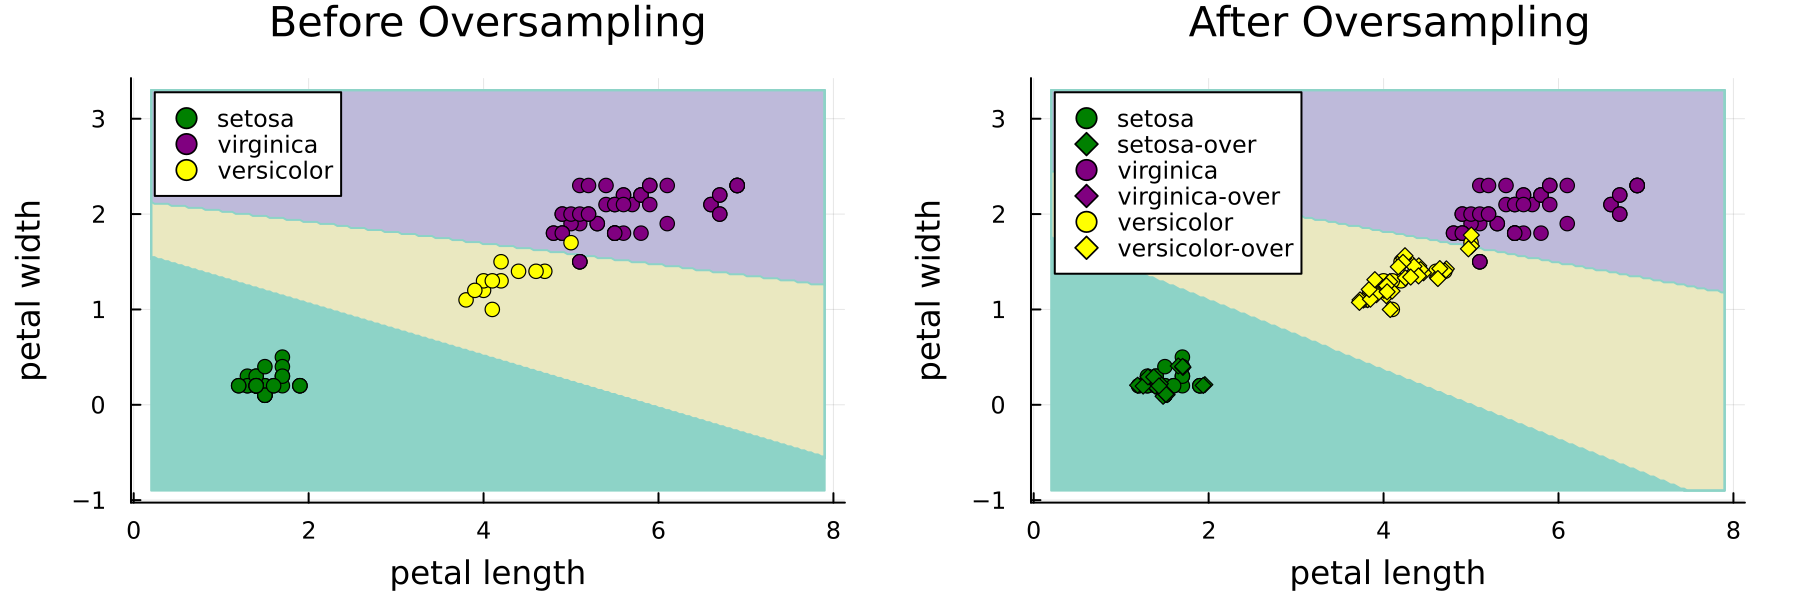 Before Oversampling
setosa
virginica
versicolor
3
2
1
0
−1
0
2
4
6
8
petal width
petal length
After Oversampling
setosa
setosa-over
virginica
virginica-over
versicolor
versicolor-over
3
2
1
0
−1
0
2
4
6
8
petal width
petal length